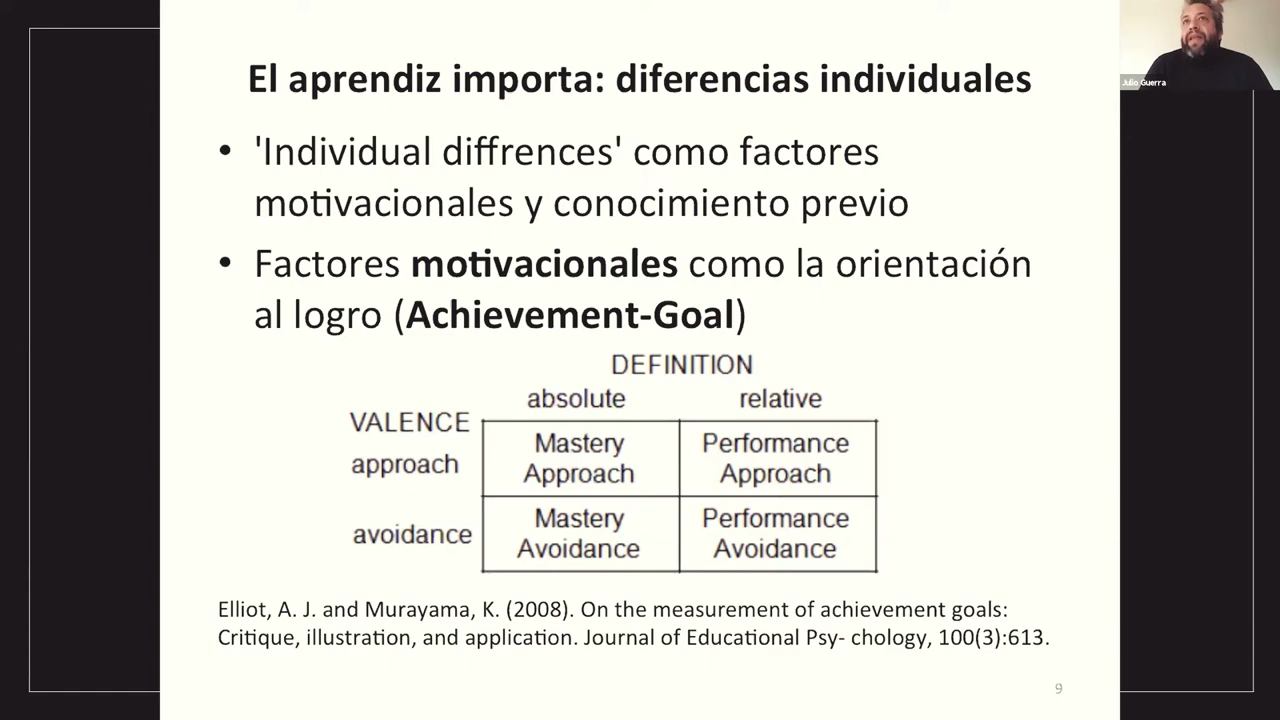 El aprendiz importa: diferencias individuales
• 'Individual diffrences' como factores
motivacionales y conocimiento previo
• Factores motivacionales como la orientación
al logro (Achievement-Goal)
DEFINITION
absolute relative
VALENCE
approach
Mastery Approach
Performance Approach
avoidance
Mastery Avoidance
Performance Avoidance
Elliot, A. J. and Murayama, K. (2008). On the measurement of achievement goals:
Critique, illustration, and application. Journal of Educational Psy- chology, 100(3):613.
9
Julio Guerra